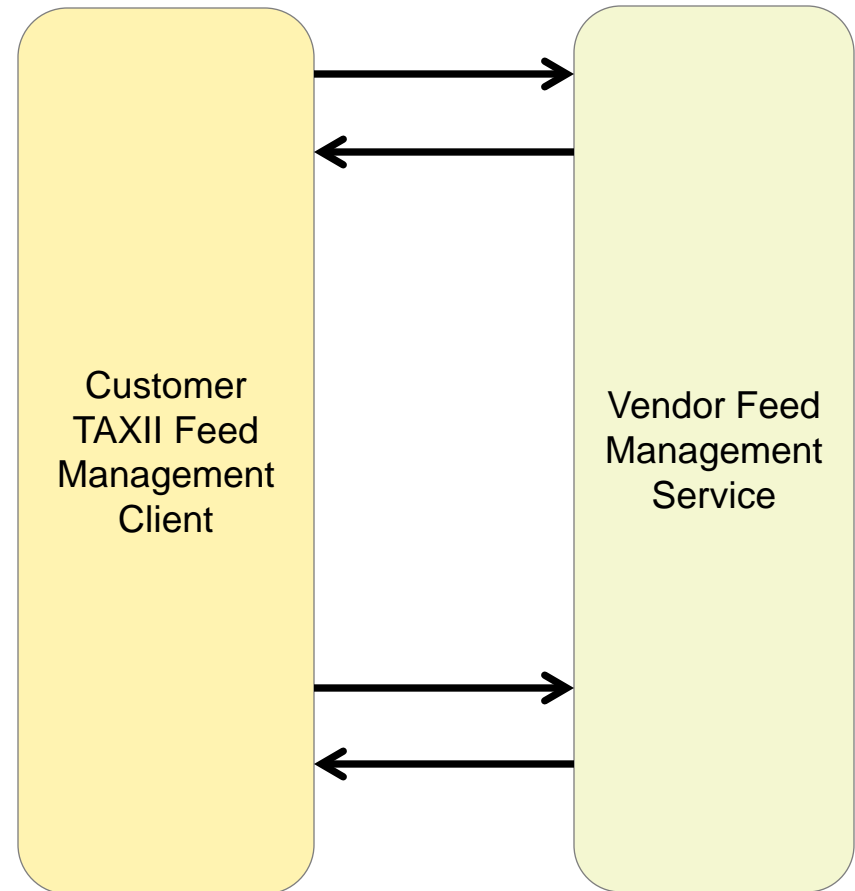 Customer
TAXII Feed
Management
Client
Vendor Feed
Management
Service